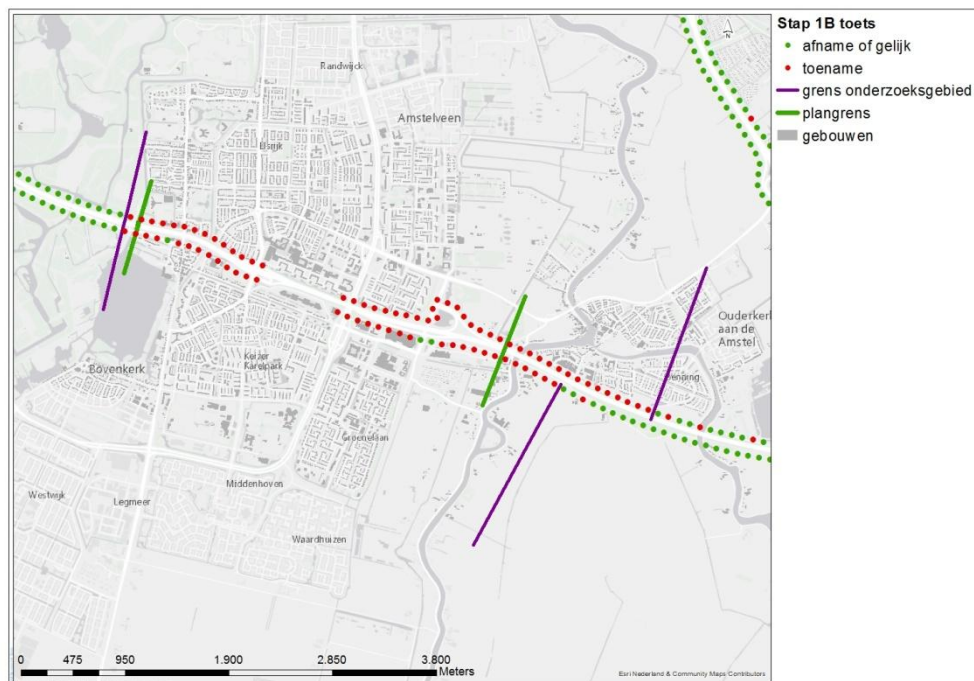 Stap 1B toets
afname of gelijk
toename
grens onderzoeksgebied
plangrens
gebouwen
N
Randwijck
Amstelveen
Elsrijk
Ouderkerk
aan de
Amstel
Bovenkerk
Keizer
Karelpark
Groenelaan
Middenhoven
Westwijk
Legmeer
Waardhuizen
0 475 950 1.900 2.850 3.800
Meters
Esri Nederland & Community Maps Contributors